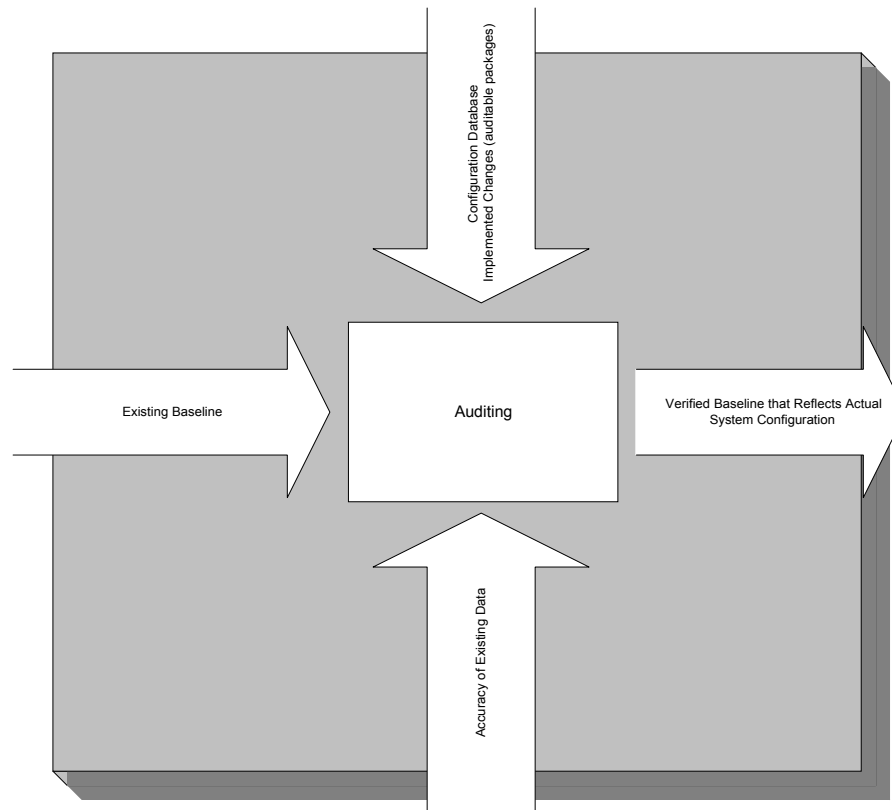 Configuration Database
Implemented Changes (auditable packages)
Existing Baseline
Auditing
Verified Baseline that Reflects Actual
System Configuration
Accuracy of Existing Data